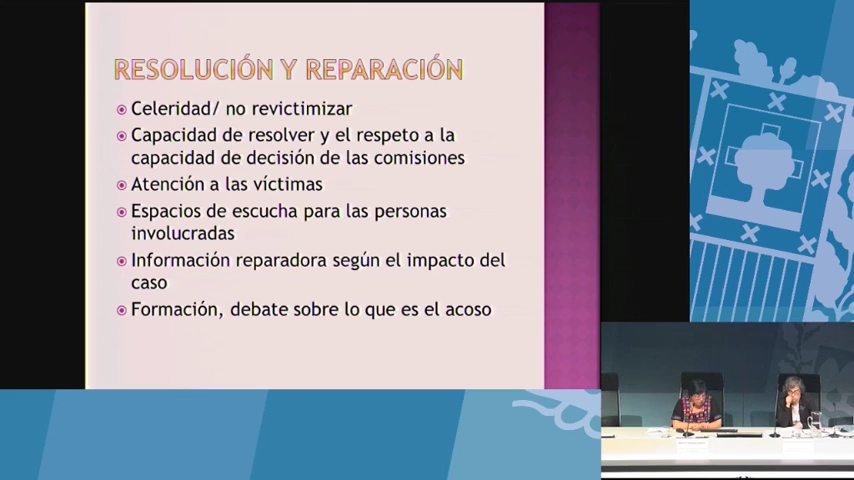 RESOLUCIÓN Y REPARACIÓN
Celeridad/ no revictimizar
Capacidad de resolver y el respeto a la
capacidad de decisión de las comisiones
Atención a las víctimas
Espacios de escucha para las personas
involucradas
Información reparadora según el impacto del
caso
Formación, debate sobre lo que es el acoso